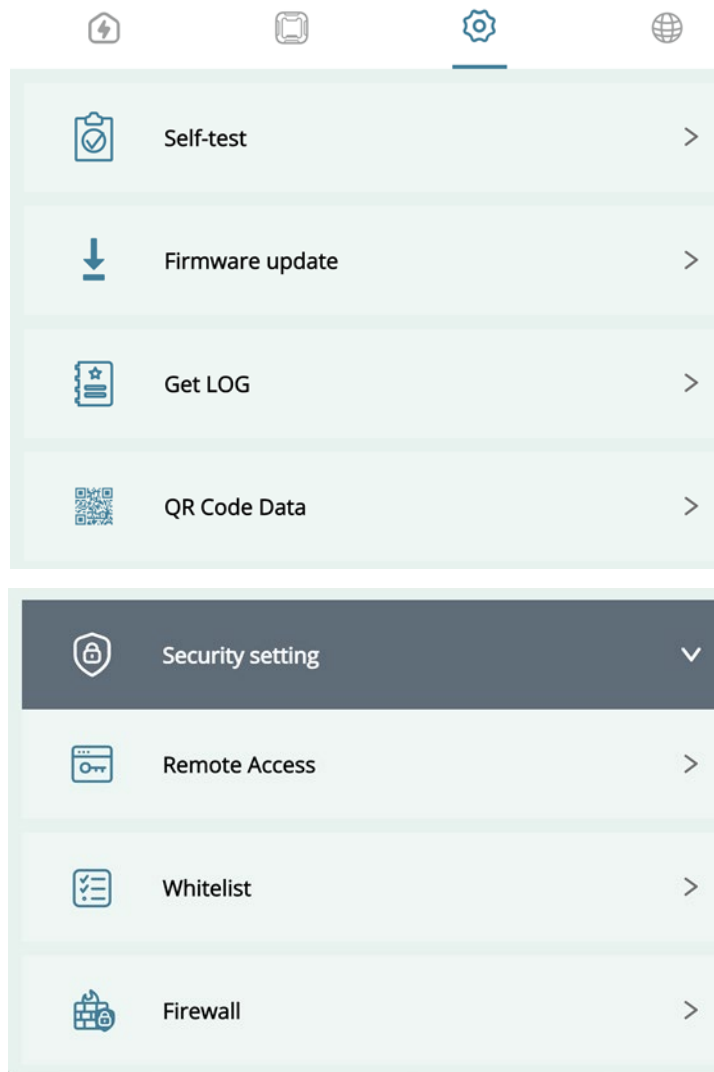 Self-test
Firmware update
Get LOG
QR Code Data
Security setting
Remote Access
Whitelist
Firewall